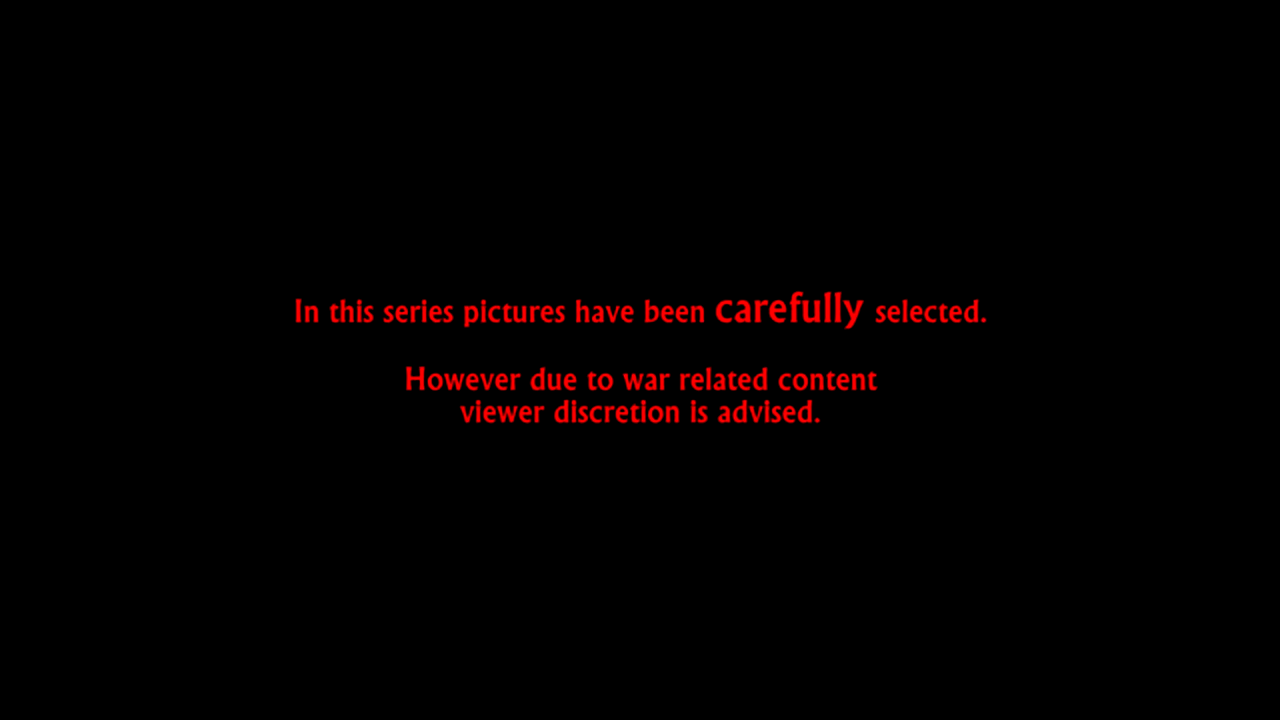 In this series pictures have been carefully selected.
However due to war related content
viewer discretion is advised.